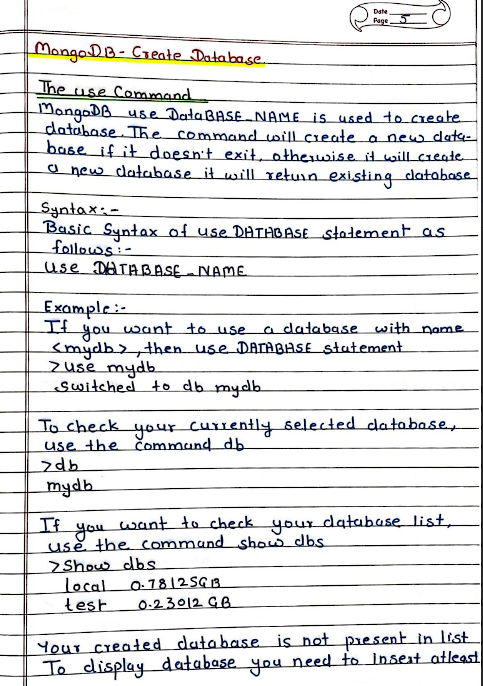 Date
Page 5
MongoDB - Create Database.
The use Command
MongoDB use DataBASE_NAME is used to create
database. The command will create a new data-
base if it doesn't exit, otherwise it will create
a new database it will return existing database
Syntax:-
Basic Syntax of use DATABASE statement as
follows:-
use DATABASE_NAME
Example:-
If you want to use a database with name
<mydb>, then use DATABASE statement
>use mydb
switched to db mydb
To check your currently selected database,
use the command db
>db
mydb
If you want to check your database list,
use the command show dbs
>Show dbs
local 0.78125GB
test 0.23012 GB
Your created database is not present in list
To display database you need to insert atleast